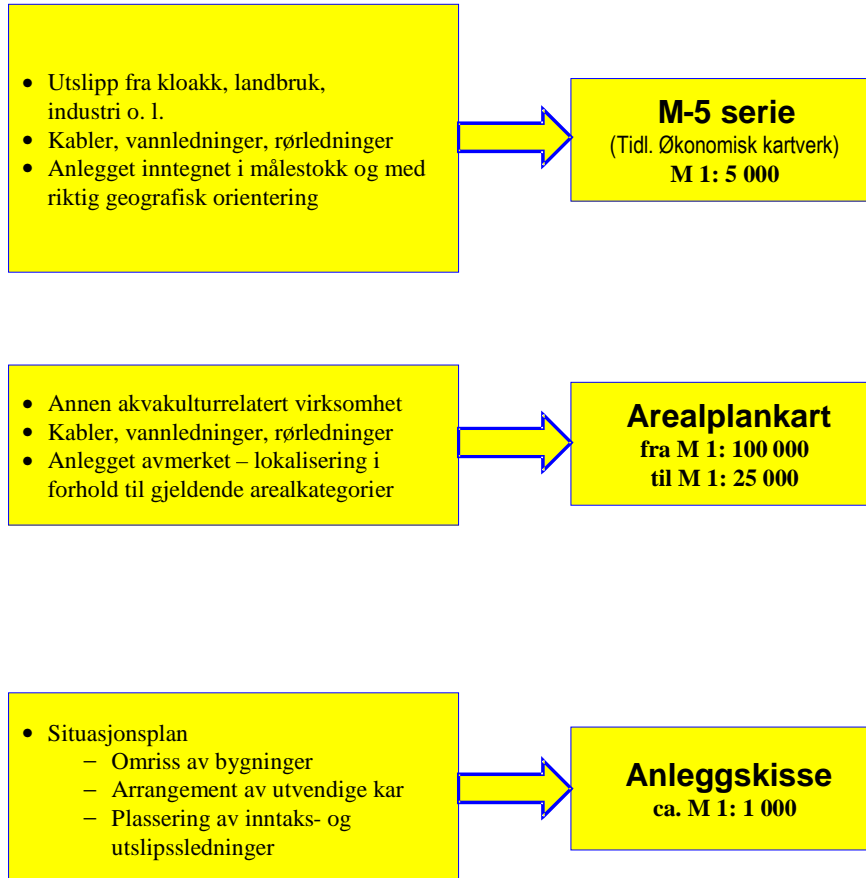 • Utslipp fra kloakk, landbruk,
industri o. l.
• Kabler, vannledninger, rørledninger
• Anlegget inntegnet i målestokk og med
riktig geografisk orientering
M-5 serie
(Tidl. Økonomisk kartverk)
M 1: 5 000
• Annen akvakulturrelatert virksomhet
• Kabler, vannledninger, rørledninger
• Anlegget avmerket – lokalisering i
forhold til gjeldende arealkategorier
Arealplankart
fra M 1: 100 000
til M 1: 25 000
• Situasjonsplan
– Omriss av bygninger
– Arrangement av utvendige kar
– Plassering av inntaks- og
utslipssledninger
Anleggskisse
ca. M 1: 1 000